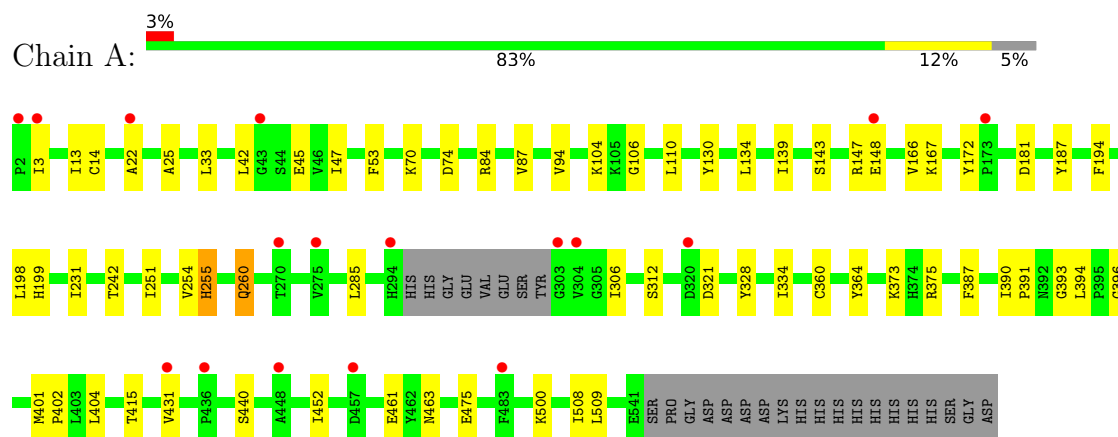 3%
Chain A:
83% 12% 5%
P2 I3 A22 A25 I13 C14 L33 L42 G43 S44 E45 V46 I47 F53 K70 D74 R84 V87 V94 K104 K105 G106 L110 Y130 L134 I139 S143 R147 E148 V166 K167 Y172 P173 D181 Y187 F194
L198 H199 I231 T242 I251 V254 H255 Q260 T270 V275 L285 H294 HIS HIS GLY GLU VAL GLU SER TYR G303 V304 G305 I306 S312 D320 D321 Y328 I334 C360 Y364 K373 H374 R375 F387 I390 P391 N392 G393 L394 P395
M401 P402 L403 L404 T415 V431 P436 S440 A448 I452 D457 E461 Y462 N463 E475 F483 K500 I508 L509 E541 SER PRO GLY ASP ASP ASP ASP LYS HIS HIS HIS HIS HIS HIS HIS HIS SER GLY ASP